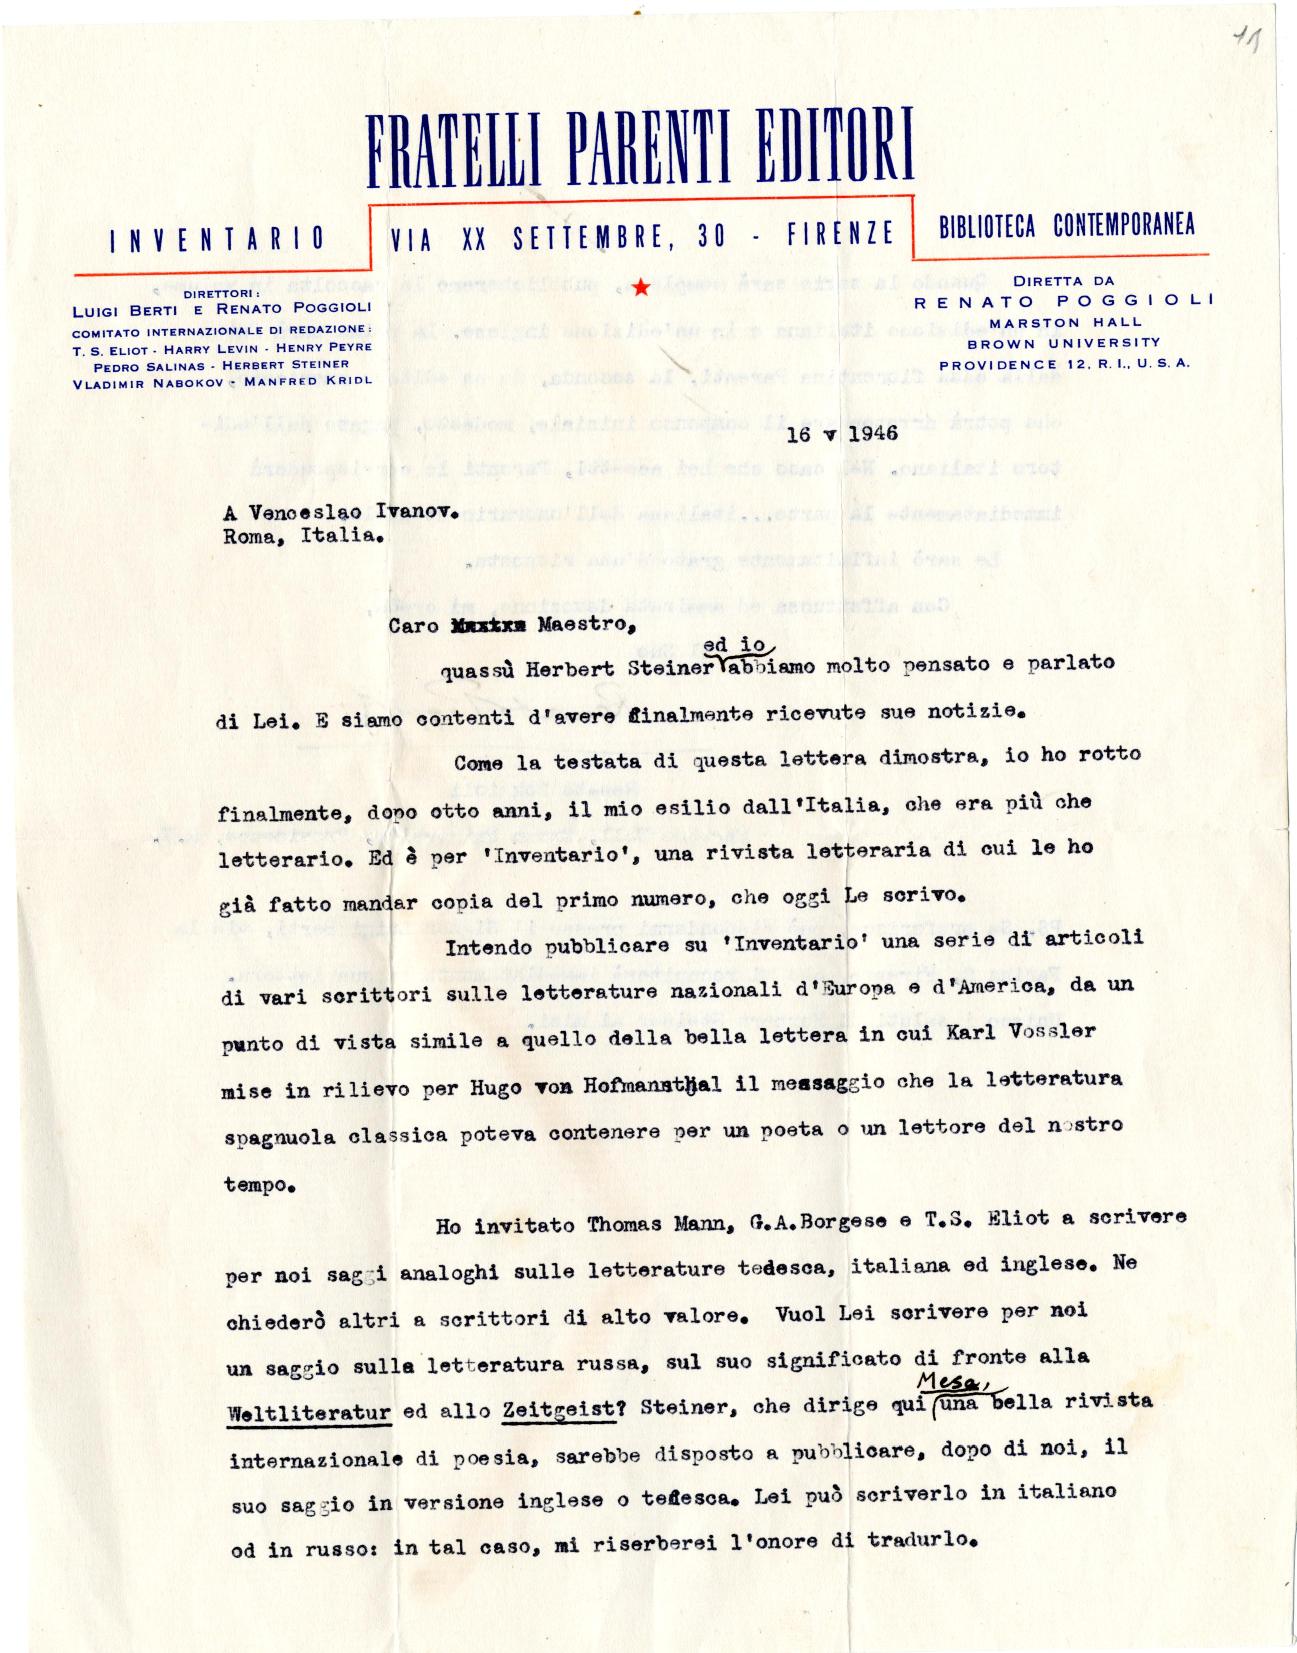 11
FRATELLI PARENTI EDITORI
INVENTARIO
VIA XX SETTEMBRE, 30 - FIRENZE
BIBLIOTECA CONTEMPORANEA
DIRETTORI:
LUIGI BERTI E RENATO POGGIOLI
COMITATO INTERNAZIONALE DI REDAZIONE:
T. S. ELIOT - HARRY LEVIN - HENRY PEYRE
PEDRO SALINAS - HERBERT STEINER
VLADIMIR NABOKOV - MANFRED KRIDL
DIRETTA DA
RENATO POGGIOLI
MARSTON HALL
BROWN UNIVERSITY
PROVIDENCE 12, R. I., U. S. A.
16 v 1946
A Venceslao Ivanov.
Roma, Italia.
Caro Maestro,
ed io
quassù Herbert Steiner abbiamo molto pensato e parlato
di Lei. E siamo contenti d'avere finalmente ricevute sue notizie.
Come la testata di questa lettera dimostra, io ho rotto
finalmente, dopo otto anni, il mio esilio dall'Italia, che era più che
letterario. Ed è per 'Inventario', una rivista letteraria di cui le ho
già fatto mandar copia del primo numero, che oggi Le scrivo.
Intendo pubblicare su 'Inventario' una serie di articoli
di vari scrittori sulle letterature nazionali d'Europa e d'America, da un
punto di vista simile a quello della bella lettera in cui Karl Vossler
mise in rilievo per Hugo von Hofmannsthal il messaggio che la letteratura
spagnuola classica poteva contenere per un poeta o un lettore del nostro
tempo.
Ho invitato Thomas Mann, G.A.Borgese e T.S. Eliot a scrivere
per noi saggi analoghi sulle letterature tedesca, italiana ed inglese. Ne
chiederò altri a scrittori di alto valore. Vuol Lei scrivere per noi
un saggio sulla letteratura russa, sul suo significato di fronte alla
Mesa,
Weltliteratur ed allo Zeitgeist? Steiner, che dirige qui una bella rivista
internazionale di poesia, sarebbe disposto a pubblicare, dopo di noi, il
suo saggio in versione inglese o tedesca. Lei può scriverlo in italiano
od in russo: in tal caso, mi riserberei l'onore di tradurlo.